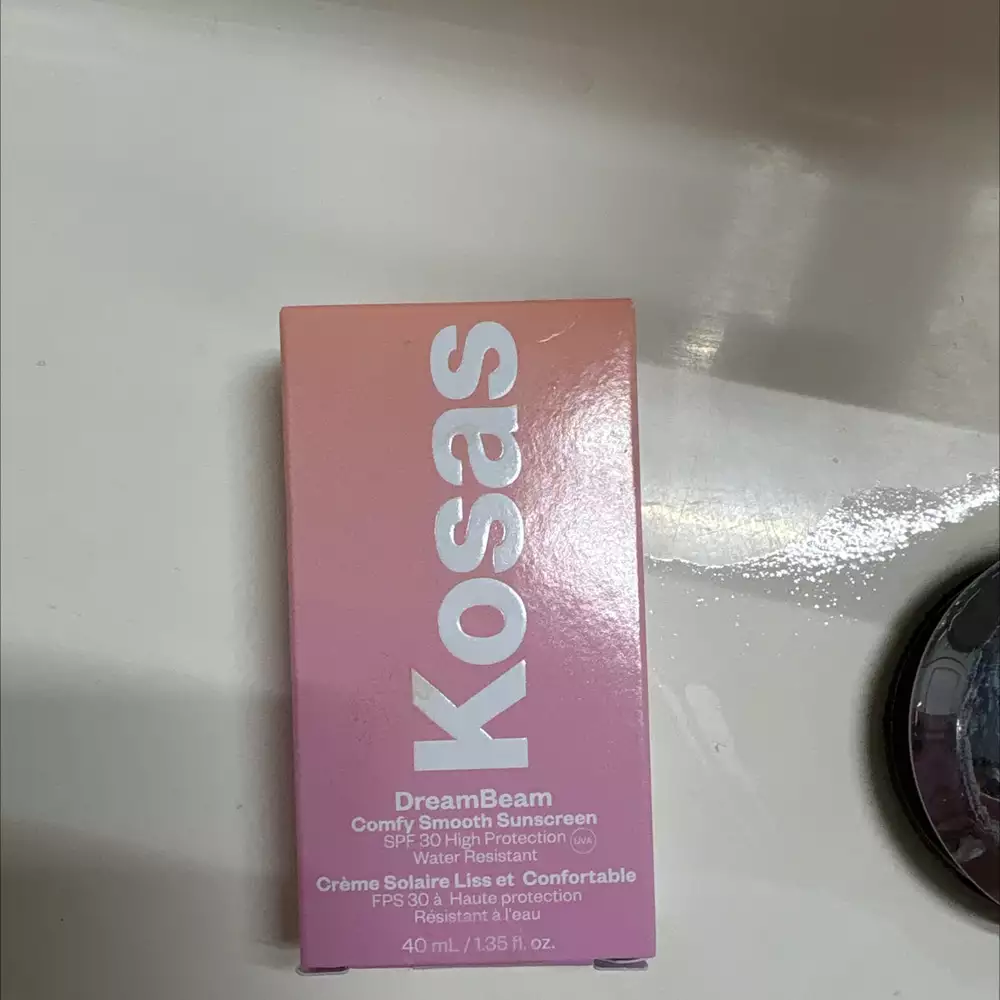 Kosas
DreamBeam
Comfy Smooth Sunscreen
SPF 30 High Protection UVA
Water Resistant
Crème Solaire Liss et Confortable
FPS 30 à Haute protection
Résistant à l'eau
40 mL / 1.35 fl. oz.